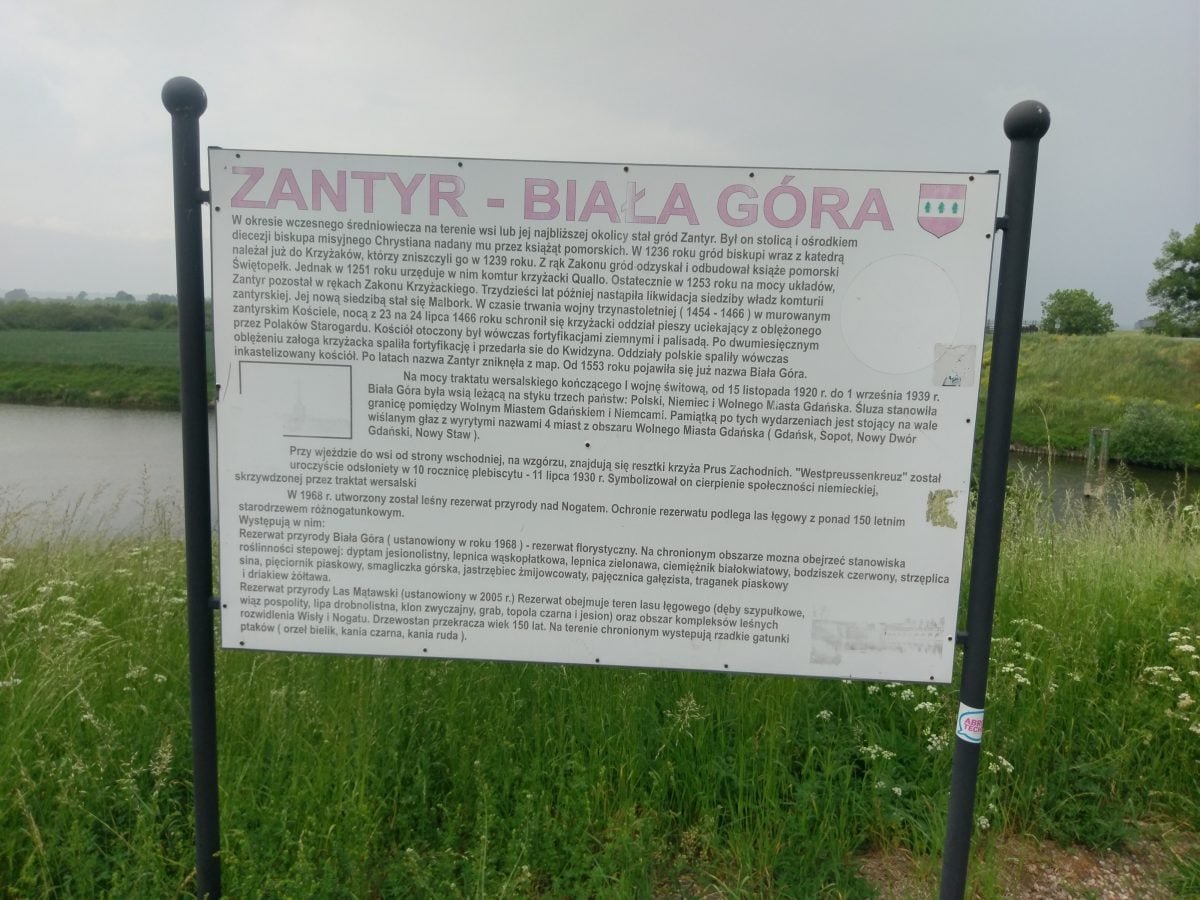 ZANTYR - BIAŁA GÓRA
W okresie wczesnego średniowiecza na terenie wsi lub jej najbliższej okolicy stał gród Zantyr. Był on stolicą i ośrodkiem
diecezji biskupa misyjnego Chrystiana nadany mu przez książąt pomorskich. W 1236 roku gród biskupi wraz z katedrą
należał już do Krzyżaków, którzy zniszczyli go w 1239 roku. Z rąk Zakonu gród odzyskał i odbudował książe pomorski
Świętopełk. Jednak w 1251 roku urzęduje w nim komtur krzyżacki Quallo. Ostatecznie w 1253 roku na mocy układów,
Zantyr pozostał w rękach Zakonu Krzyżackiego. Trzydzieści lat później nastąpiła likwidacja siedziby władz komturii
zantyrskiej. Jej nową siedzibą stał się Malbork. W czasie trwania wojny trzynastoletniej ( 1454 - 1466 ) w murowanym
zantyrskim Kościele, nocą z 23 na 24 lipca 1466 roku schronił się krzyżacki oddział pieszy uciekający z oblężonego
przez Polaków Starogardu. Kościół otoczony był wówczas fortyfikacjami ziemnymi i palisadą. Po dwumiesięcznym
oblężeniu załoga krzyżacka spaliła fortyfikację i przedarła sie do Kwidzyna. Oddziały polskie spaliły wówczas
inkastelizowany kościół. Po latach nazwa Zantyr zniknęła z map. Od 1553 roku pojawiła się już nazwa Biała Góra.
Na mocy traktatu wersalskiego kończącego I wojnę świtową, od 15 listopada 1920 r. do 1 września 1939 r.
Biała Góra była wsią leżącą na styku trzech państw: Polski, Niemiec i Wolnego Miasta Gdańska. Śluza stanowiła
granicę pomiędzy Wolnym Miastem Gdańskim i Niemcami. Pamiątką po tych wydarzeniach jest stojący na wale
wiślanym głaz z wyrytymi nazwami 4 miast z obszaru Wolnego Miasta Gdańska ( Gdańsk, Sopot, Nowy Dwór
Gdański, Nowy Staw ).
Przy wjeździe do wsi od strony wschodniej, na wzgórzu, znajdują się resztki krzyża Prus Zachodnich. "Westpreussenkreuz" został
uroczyście odsłoniety w 10 rocznicę plebiscytu - 11 lipca 1930 r. Symbolizował on cierpienie społeczności niemieckiej,
skrzywdzonej przez traktat wersalski
W 1968 r. utworzony został leśny rezerwat przyrody nad Nogatem. Ochronie rezerwatu podlega las łęgowy z ponad 150 letnim
starodrzewem różnogatunkowym.
Występują w nim:
Rezerwat przyrody Biała Góra ( ustanowiony w roku 1968 ) - rezerwat florystyczny. Na chronionym obszarze mozna obejrzeć stanowiska
roślinności stepowej: dyptam jesionolistny, lepnica wąskopłatkowa, lepnica zielonawa, ciemiężnik białokwiatowy, bodziszek czerwony, strzęplica
sina, pięciornik piaskowy, smagliczka górska, jastrzębiec żmijowcowaty, pajęcznica gałęzista, traganek piaskowy
i driakiew żółtawa.
Rezerwat przyrody Las Mątawski (ustanowiony w 2005 r.) Rezerwat obejmuje teren lasu łęgowego (dęby szypułkowe,
wiąz pospolity, lipa drobnolistna, klon zwyczajny, grab, topola czarna i jesion) oraz obszar kompleksów leśnych
rozwidlenia Wisły i Nogatu. Drzewostan przekracza wiek 150 lat. Na terenie chronionym wystepują rzadkie gatunki
ptaków ( orzeł bielik, kania czarna, kania ruda ).